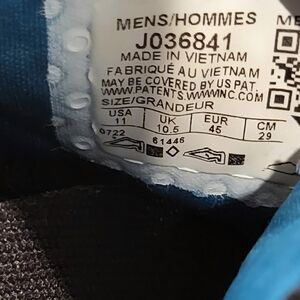 MENS/HOMMES
J036841
MADE IN VIETNAM
FABRIQUÉ AU VIETNAM
MAY BE COVERED BY US PAT.
WWW.PATENTS.WWWINC.COM
SIZE/GRANDEUR
USA UK EUR CM
11 10.5 45 29
0722 61446